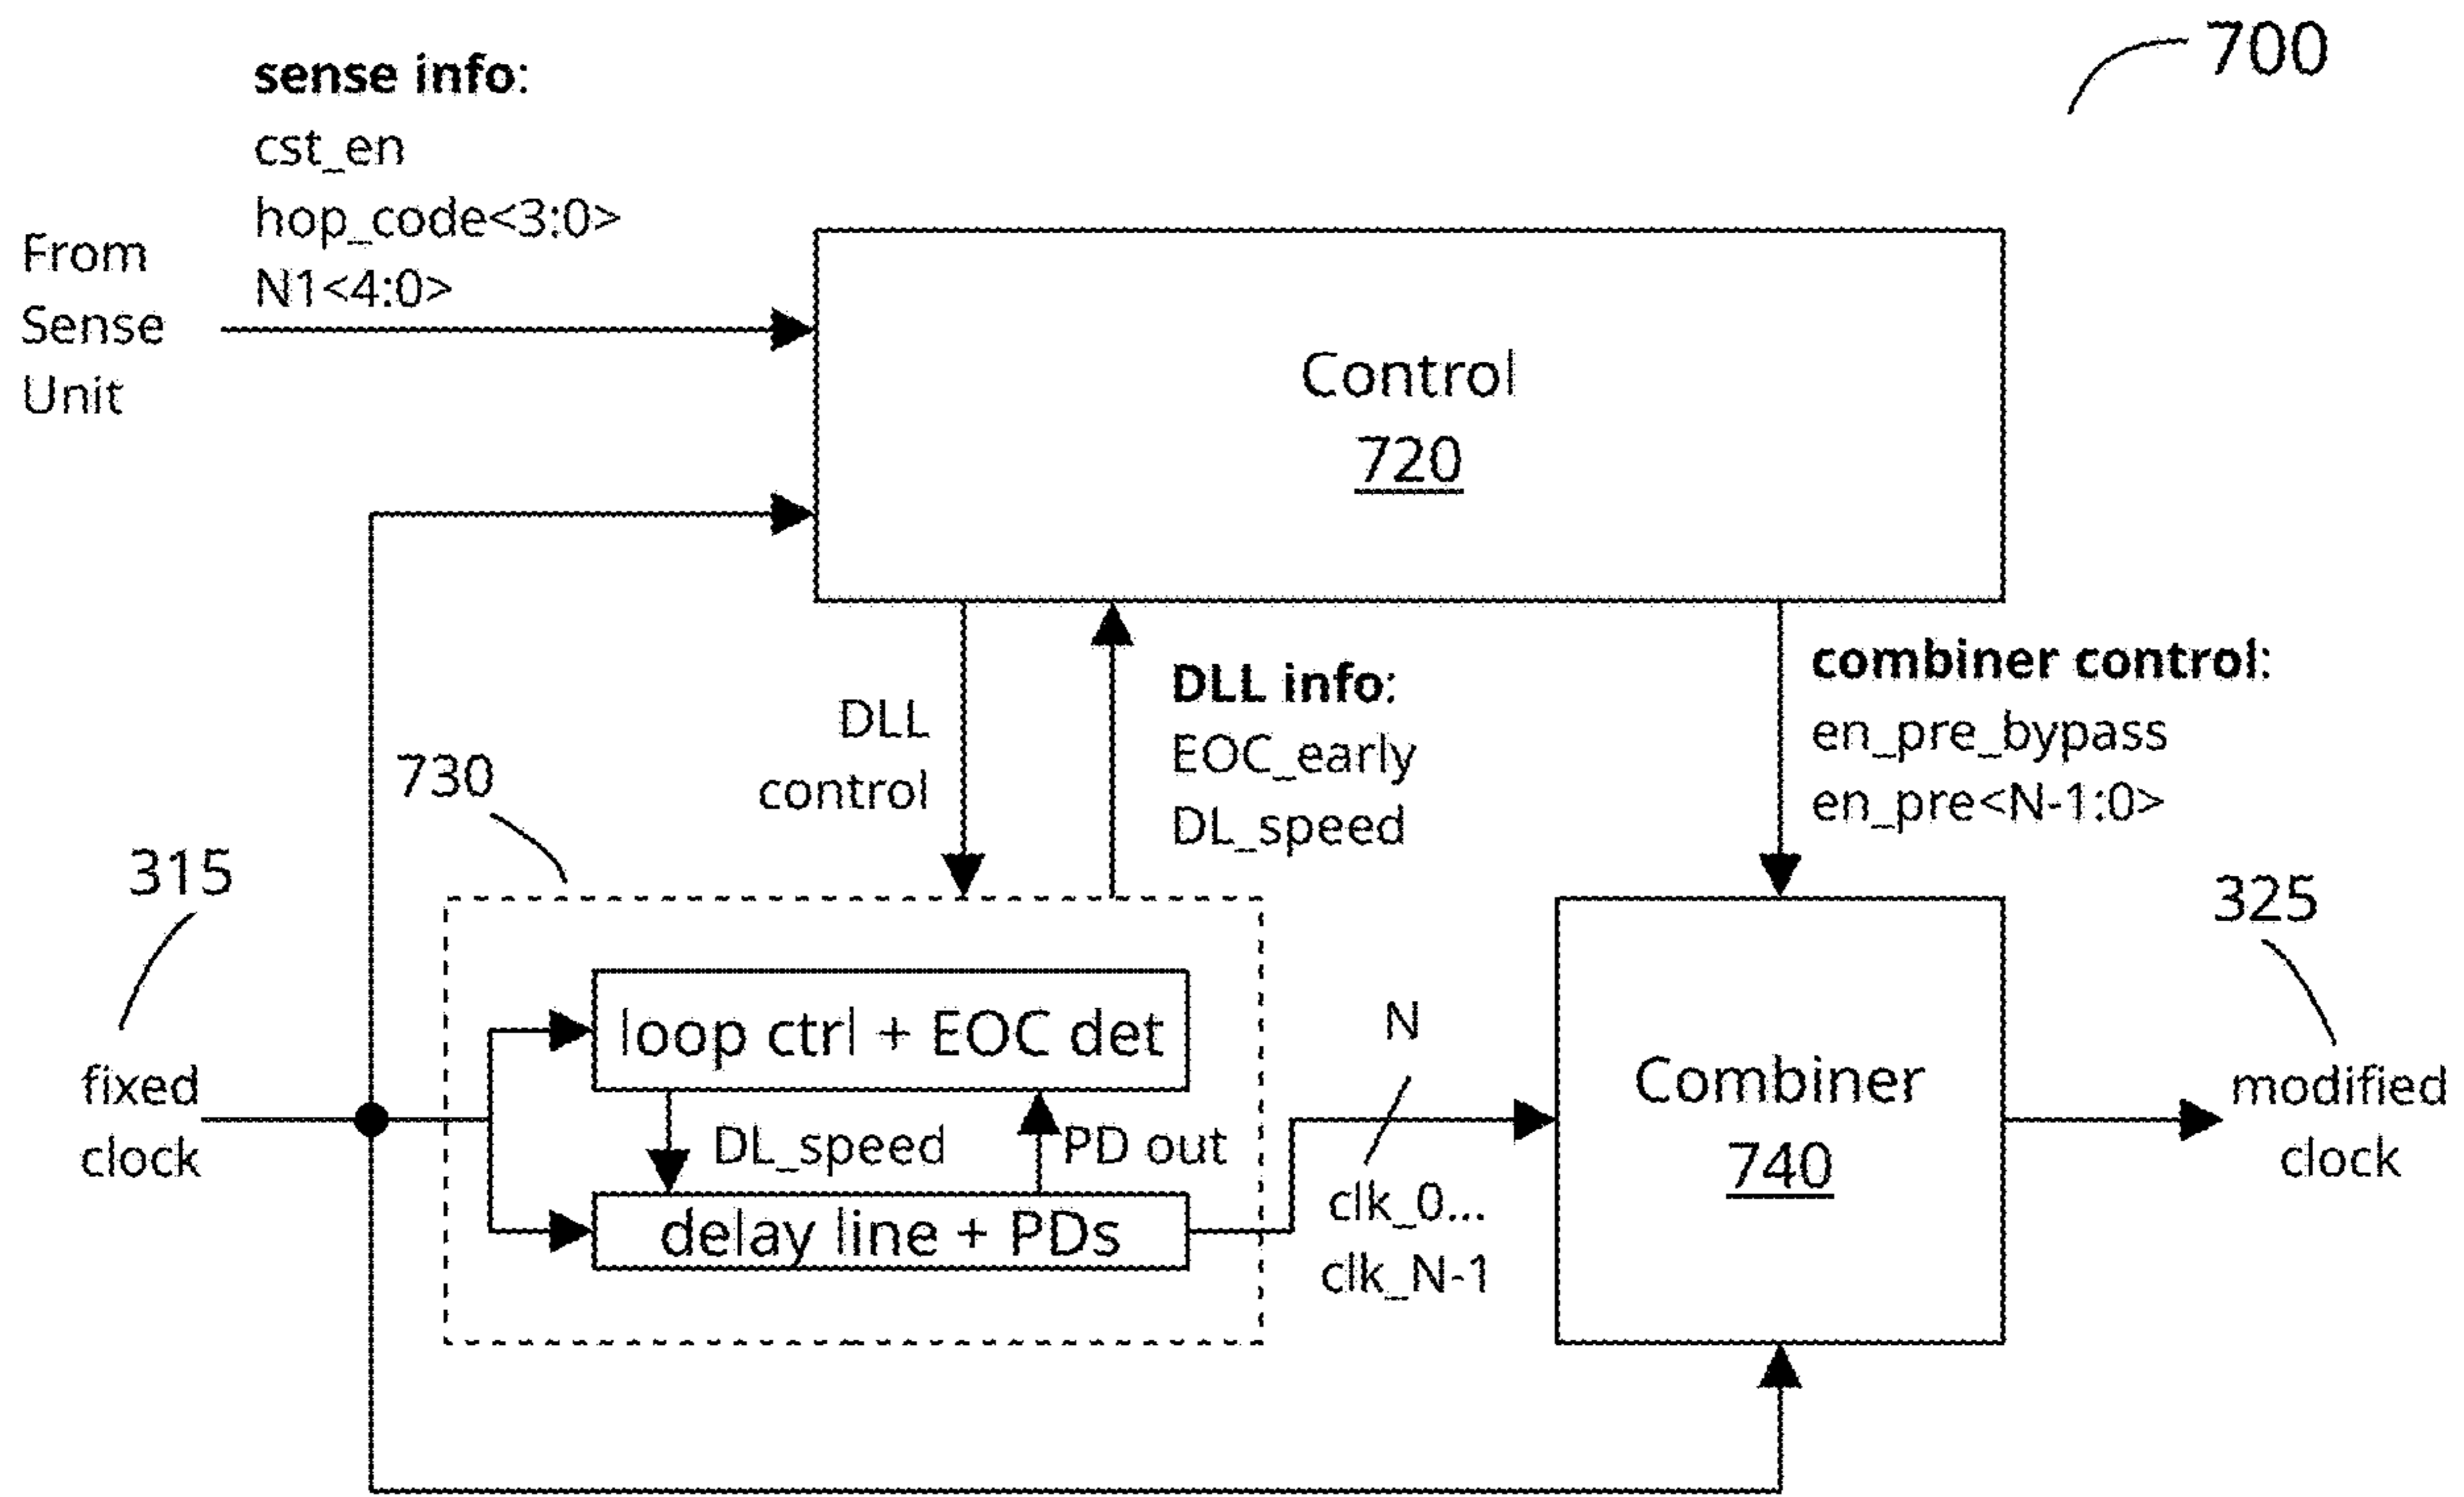 700
sense info:
cst_en
hop_code<3:0>
N1<4:0>
From
Sense
Unit
Control
720
DLL
control
DLL info:
EOC_early
DL_speed
combiner control:
en_pre_bypass
en_pre<N-1:0>
730
315
325
fixed
clock
loop ctrl + EOC det
DL_speed
PD out
delay line + PDs
N
clk_0...
clk_N-1
Combiner
740
modified
clock